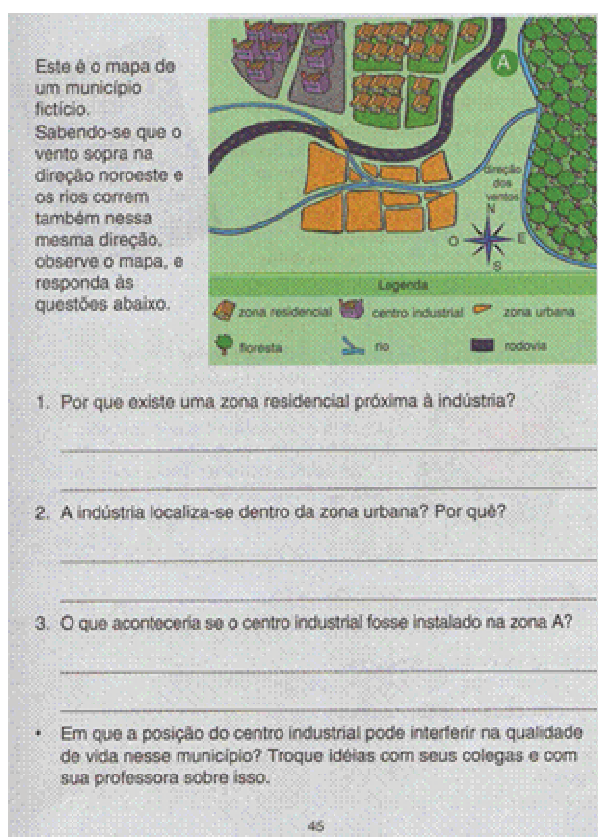 Este é o mapa de
um município
fictício.
Sabendo-se que o
vento sopra na
direção noroeste e
os rios correm
também nessa
mesma direção,
observe o mapa, e
responda às
questões abaixo.
A
direção
dos
ventos
N
O
E
S
Legenda
zona residencial
centro industrial
zona urbana
floresta
rio
rodovia
1. Por que existe uma zona residencial próxima à indústria?
2. A indústria localiza-se dentro da zona urbana? Por quê?
3. O que aconteceria se o centro industrial fosse instalado na zona A?
• Em que a posição do centro industrial pode interferir na qualidade
de vida nesse município? Troque idéias com seus colegas e com
sua professora sobre isso.
45